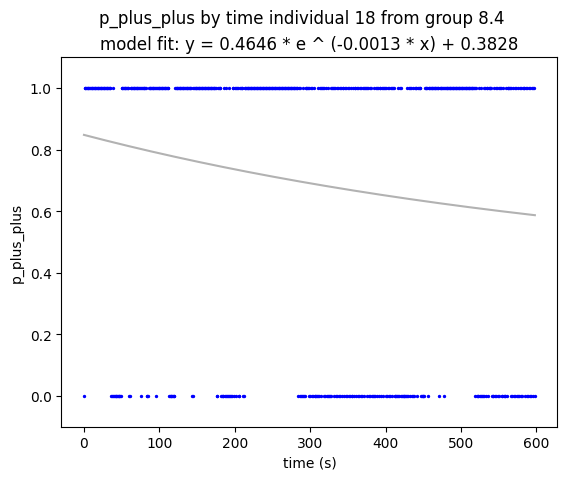 p_plus_plus by time individual 18 from group 8.4
model fit: y = 0.4646 * e ^ (-0.0013 * x) + 0.3828
1.0
0.8
0.6
0.4
0.2
0.0
p_plus_plus
0 100 200 300 400 500 600
time (s)